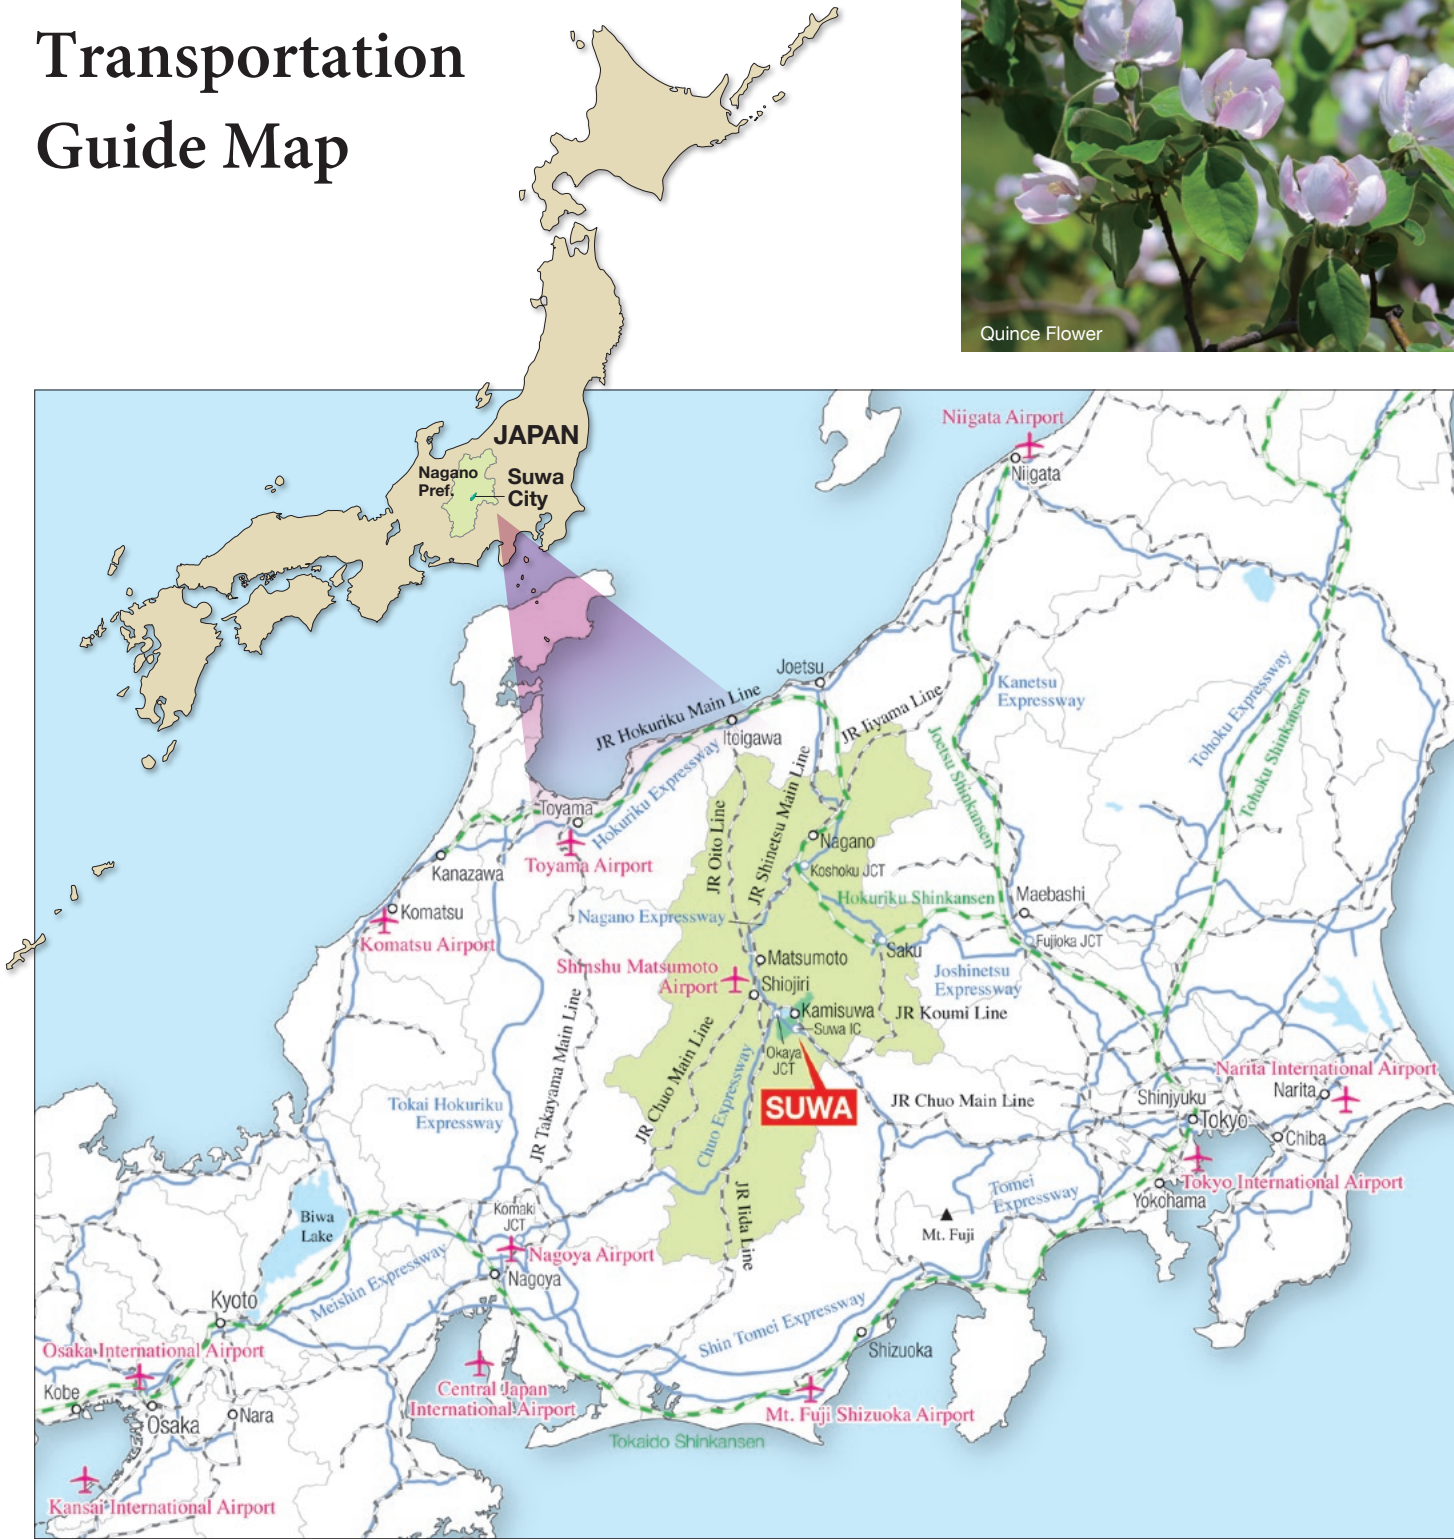 Transportation
Guide Map
Quince Flower
JAPAN
Nagano
Pref.
Suwa
City
Niigata Airport
Niigata
Joetsu
JR Hokuriku Main Line
Itoigawa
JR Iiyama Line
Kanetsu
Expressway
Tohoku Expressway
Tohoku Shinkansen
Joetsu Shinkansen
Toyama
Hokuriku Expressway
Toyama Airport
JR Oito Line
JR Shinetsu Main Line
Nagano
Koshoku JCT
Kanazawa
Komatsu
Komatsu Airport
Nagano Expressway
Hokuriku Shinkansen
Maebashi
Fujioka JCT
Saku
Joshinetsu
Expressway
Matsumoto
Shinshu Matsumoto
Airport
Shiojiri
Kamisuwa
Suwa IC
JR Koumi Line
Okaya
JCT
SUWA
JR Takayama Main Line
JR Chuo Main Line
Chuo Expressway
Tokai Hokuriku
Expressway
JR Chuo Main Line
Narita International Airport
Narita
Shinjyuku
Tokyo
Chiba
Tokyo International Airport
Yokohama
Tomei
Expressway
Mt. Fuji
Biwa
Lake
Komaki
JCT
Nagoya Airport
Nagoya
JR Iida Line
Meishin Expressway
Kyoto
Shin Tomei Expressway
Shizuoka
Osaka International Airport
Kobe
Osaka
Nara
Central Japan
International Airport
Mt. Fuji Shizuoka Airport
Tokaido Shinkansen
Kansai International Airport